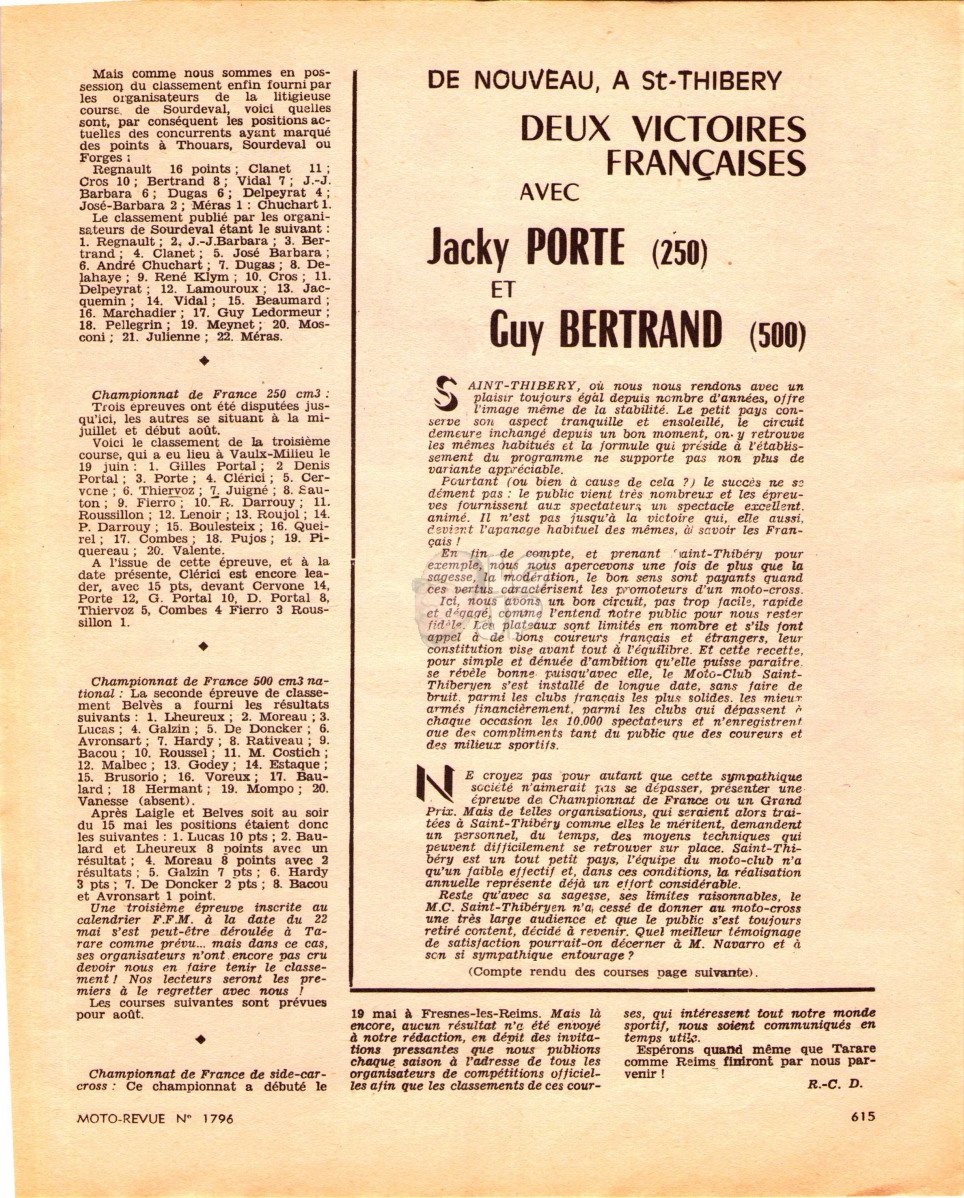 Mais comme nous sommes en pos-
session du classement enfin fourni par
les organisateurs de la litigieuse
course de Sourdeval, voici quelles
sont, par conséquent les positions ac-
tuelles des concurrents ayant marqué
des points à Thouars, Sourdeval ou
Forges :
Regnault 16 points ; Clanet 11 ;
Cros 10 ; Bertrand 8 ; Vidal 7 ; J.-J.
Barbara 6 ; Dugas 6 ; Delpeyrat 4 ;
José-Barbara 2 ; Méras 1 : Chuchart 1.
Le classement publié par les organi-
sateurs de Sourdeval étant le suivant :
1. Regnault ; 2, J.-J.Barbara ; 3. Ber-
trand ; 4. Clanet ; 5. José Barbara ;
6. André Chuchart ; 7. Dugas ; 8. De-
lahaye ; 9. René Klym ; 10. Cros ; 11.
Delpeyrat ; 12. Lamouroux ; 13. Jac-
quemin ; 14. Vidal ; 15. Beaumard ;
16. Marchadier ; 17. Guy Ledormeur ;
18. Pellegrin ; 19. Meynet ; 20. Mos-
coni ; 21. Julienne ; 22. Méras.
Championnat de France 250 cm3 :
Trois epreuves ont été disputées jus-
qu'ici, les autres se situant à la mi-
juillet et début août.
Voici le classement de la troisième
course, qui a eu lieu à Vaulx-Milieu le
19 juin : 1. Gilles Portal ; 2 Denis
Portal ; 3. Porte ; 4. Clérici ; 5. Cer-
vone ; 6. Thiervoz ; 7. Juigné ; 8. Sau-
ton ; 9. Fierro ; 10. R. Darrouy ; 11.
Roussillon ; 12. Lenoir ; 13. Roujol ; 14.
P. Darrouy ; 15. Boulesteix ; 16. Quei-
rel ; 17. Combes ; 18. Pujos ; 19. Pi-
quereau ; 20. Valente.
A l'issue de cette épreuve, et à la
date présente, Clérici est encore lea-
der, avec 15 pts, devant Cervone 14,
Porte 12, G. Portal 10, D. Portal 8,
Thiervoz 5, Combes 4 Fierro 3 Rous-
sillon 1.
Championnat de France 500 cm3 na-
tional : La seconde épreuve de classe-
ment Belvès a fourni les résultats
suivants : 1. Lheureux ; 2. Moreau ; 3.
Lucas ; 4. Galzin ; 5. De Doncker ; 6.
Avronsart ; 7. Hardy ; 8. Rativeau ; 9.
Bacou ; 10. Roussel ; 11. M. Costich ;
12. Malbec ; 13. Godey ; 14. Estaque ;
15. Brusorio ; 16. Voreux ; 17. Bau-
lard ; 18 Hermant ; 19. Mompo ; 20.
Vanesse (absent).
Après Laigle et Belves soit au soir
du 15 mai les positions étaient donc
les suivantes : 1. Lucas 10 pts ; 2. Bau-
lard et Lheureux 8 points avec un
résultat ; 4. Moreau 8 points avec 2
résultats ; 5. Galzin 7 pts ; 6. Hardy
3 pts ; 7. De Doncker 2 pts ; 8. Bacou
et Avronsart 1 point.
Une troisième épreuve inscrite au
calendrier F.F.M. à la date du 22
mai s'est peut-être déroulée à Ta-
rare comme prévu... mais dans ce cas,
ses organisateurs n'ont encore pas cru
devoir nous en faire tenir le classe-
ment ! Nos lecteurs seront les pre-
miers à le regretter avec nous !
Les courses suivantes sont prévues
pour août.
Championnat de France de side-car-
cross : Ce championnat a débuté le
19 mai à Fresnes-les-Reims. Mais là
encore, aucun résultat n'a été envoyé
à notre rédaction, en dépit des invita-
tions pressantes que nous publions
chaque saison à l'adresse de tous les
organisateurs de compétitions officiel-
les afin que les classements de ces cour-
ses, qui intéressent tout notre monde
sportif, nous soient communiqués en
temps utile.
Espérons quand même que Tarare
comme Reims finiront par nous par-
venir !
R.-C. D.
DE NOUVEAU, A St-THIBERY
DEUX VICTOIRES
FRANÇAISES
AVEC
Jacky PORTE (250)
ET
Guy BERTRAND (500)
SAINT-THIBERY, où nous nous rendons avec un
plaisir toujours égal depuis nombre d'années, offre
l'image même de la stabilité. Le petit pays con-
serve son aspect tranquille et ensoleillé, le circuit
demeure inchangé depuis un bon moment, on y retrouve
les mêmes habitués et la formule qui préside à l'établis-
sement du programme ne supporte pas non plus de
variante appréciable.
Pourtant (ou bien à cause de cela ?) le succès ne se
dément pas : le public vient très nombreux et les épreu-
ves fournissent aux spectateurs un spectacle excellent.
animé. Il n'est pas jusqu'à la victoire qui, elle aussi,
devient l'apanage habituel des mêmes, à savoir les Fran-
çais !
En fin de compte, et prenant Saint-Thibéry pour
exemple, nous nous apercevons une fois de plus que la
sagesse, la modération, le bon sens sont payants quand
ces vertus caractérisent les promoteurs d'un moto-cross.
Ici, nous avons un bon circuit, pas trop facile, rapide
et dégagé, comme l'entend notre public pour nous rester
fidèle. Les plateaux sont limités en nombre et s'ils font
appel à de bons coureurs français et étrangers, leur
constitution vise avant tout à l'équilibre. Et cette recette,
pour simple et dénuée d'ambition qu'elle puisse paraître,
se révèle bonne puisqu'avec elle, le Moto-Club Saint-
Thiberyen s'est installé de longue date, sans faire de
bruit, parmi les clubs français les plus solides, les mieux
armés financièrement, parmi les clubs qui dépassent à
chaque occasion les 10.000 spectateurs et n'enregistrent
que des compliments tant du public que des coureurs et
des milieux sportifs.
NE croyez pas pour autant que cette sympathique
société n'aimerait pas se dépasser, présenter une
épreuve de Championnat de France ou un Grand
Prix. Mais de telles organisations, qui seraient alors trai-
tées à Saint-Thibéry comme elles le méritent, demandent
un personnel, du temps, des moyens techniques qui
peuvent difficilement se retrouver sur place. Saint-Thi-
béry est un tout petit pays, l'équipe du moto-club n'a
qu'un faible effectif et, dans ces conditions, la réalisation
annuelle représente déjà un effort considérable.
Reste qu'avec sa sagesse, ses limites raisonnables, le
M.C. Saint-Thibéryen n'a cessé de donner au moto-cross
une très large audience et que le public s'est toujours
retiré content, décidé à revenir. Quel meilleur témoignage
de satisfaction pourrait-on décerner à M. Navarro et à
son si sympathique entourage ?
(Compte rendu des courses page suivante).
MOTO-REVUE N° 1796
615